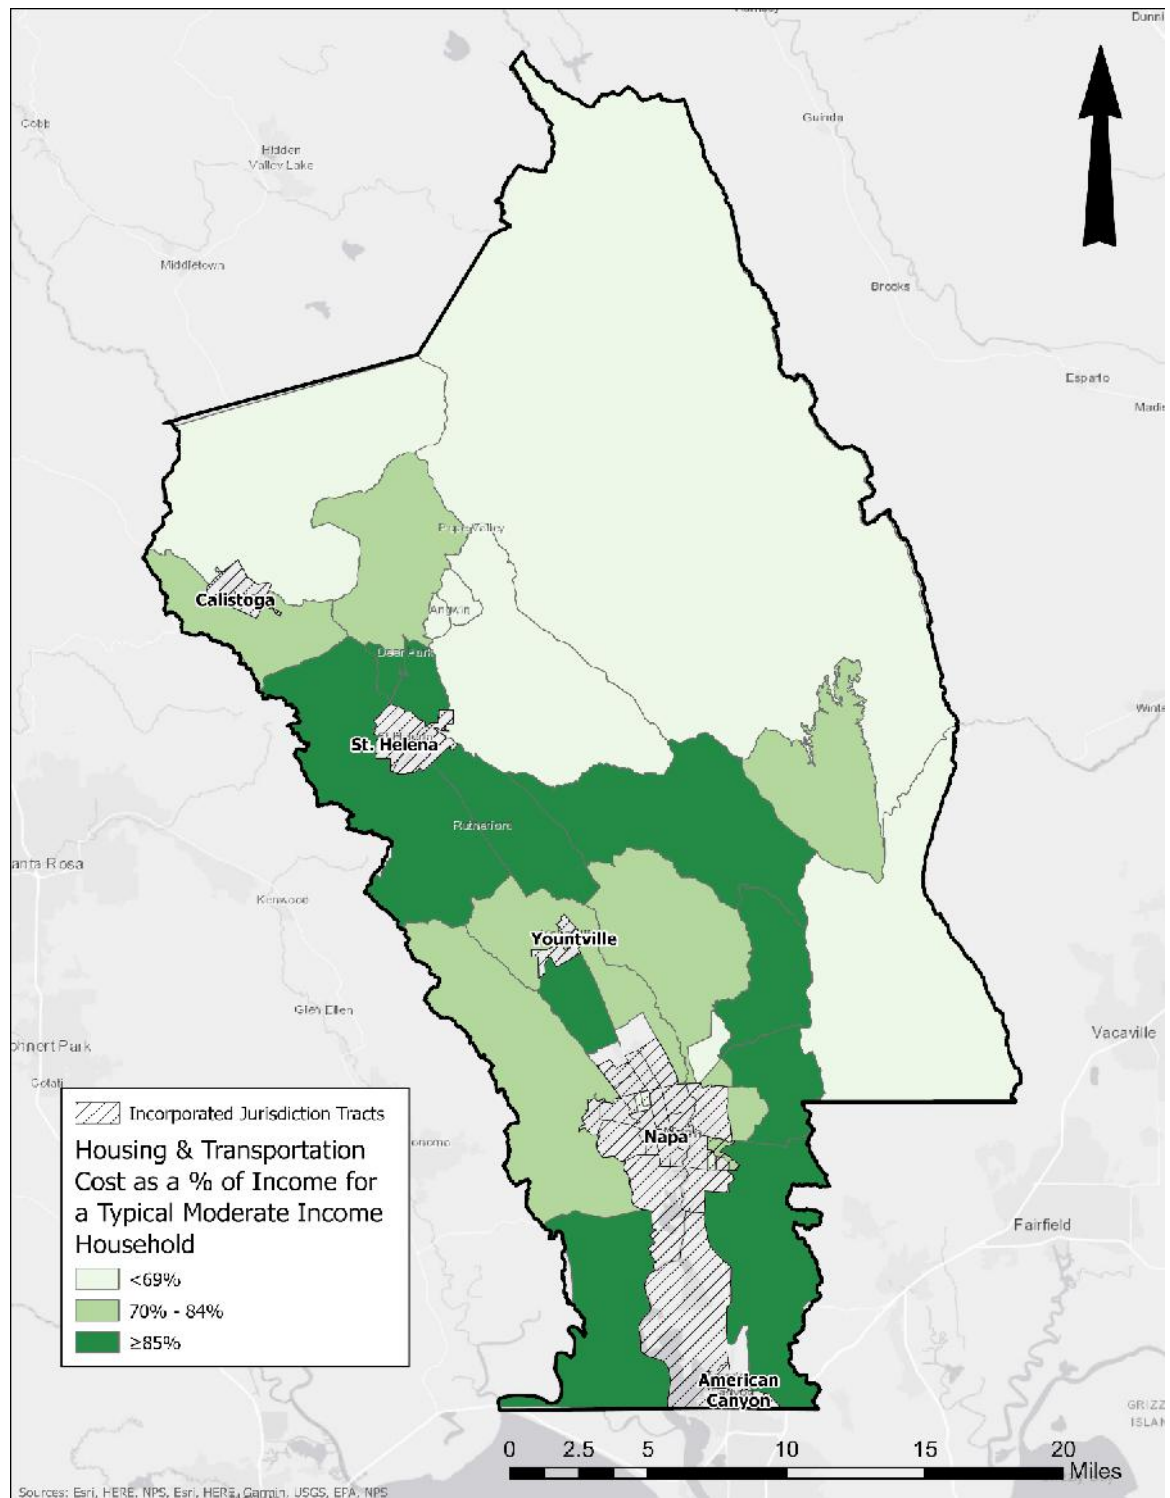 Dunni
Guinda
Cobb
Hidden
Valley Lake
Middletown
Brooks
Esparto
Madis
Pope Valley
Calistoga
Angwin
Deer Park
Winte
St. Helena
Rutherford
anta Rosa
Kenwood
Yountville
Glen Ellen
Vacaville
ohnert Park
Cotati
Incorporated Jurisdiction Tracts
onomo
Napa
Housing & Transportation
Cost as a % of Income for
a Typical Moderate Income
Household
Fairfield
<69%
70% - 84%
≥85%
American
Canyon
GRIZZ
ISLAN
0 2.5 5 10 15 20
Miles
Sources: Esri, HERE, NPS, Esri, HERE, Garmin, USGS, EPA, NPS